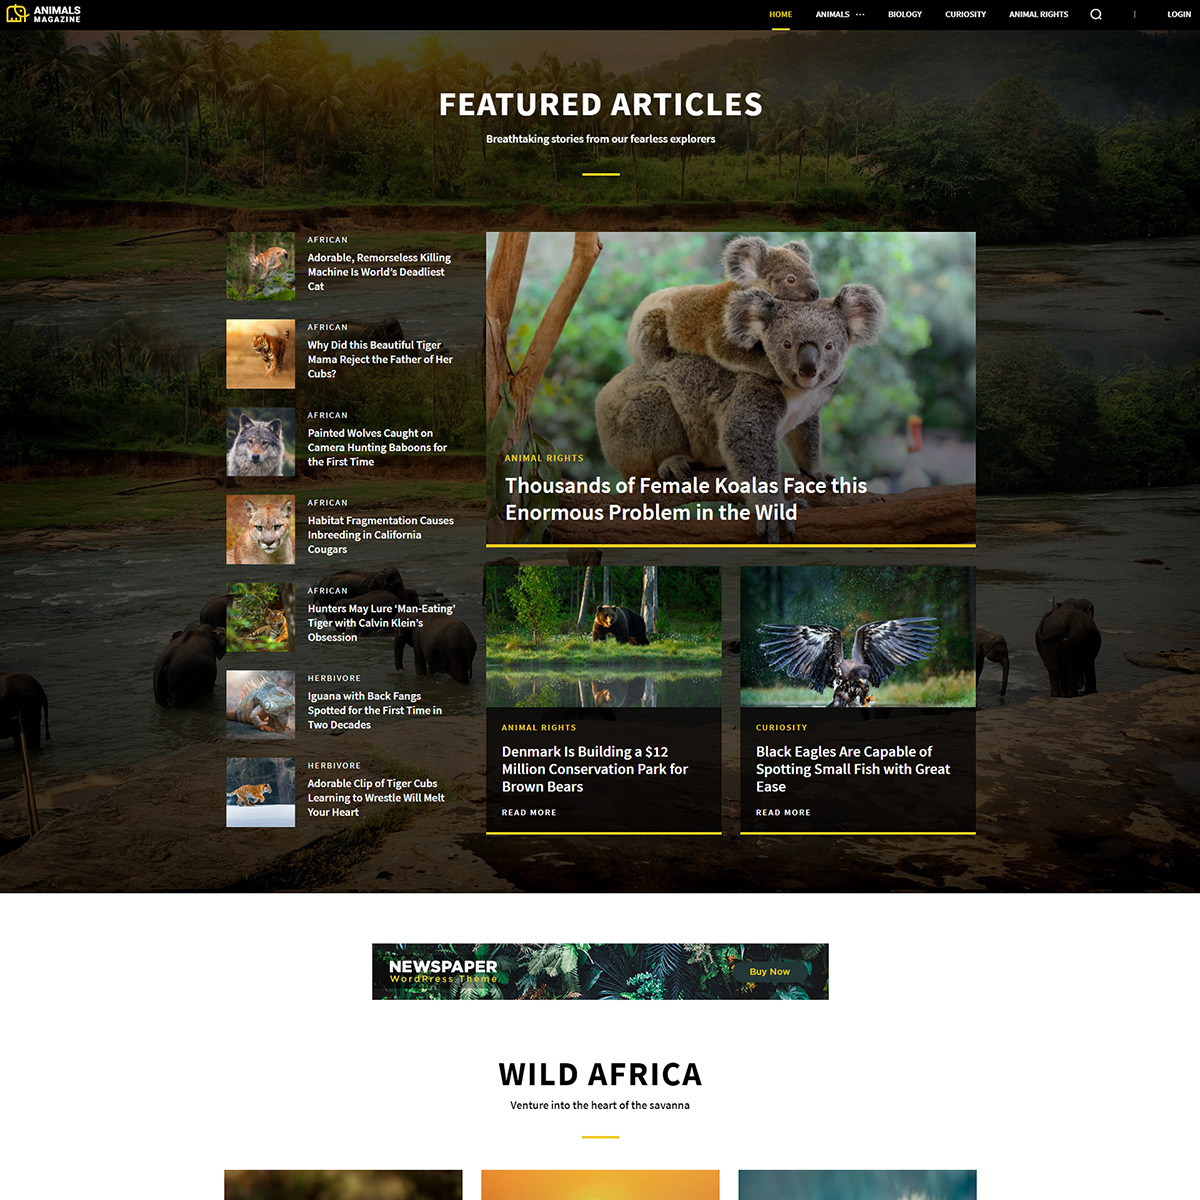 ANIMALS
MAGAZINE
HOME ANIMALS ··· BIOLOGY CURIOSITY ANIMAL RIGHTS | LOGIN
FEATURED ARTICLES
Breathtaking stories from our fearless explorers
AFRICAN
Adorable, Remorseless Killing
Machine Is World’s Deadliest
Cat
AFRICAN
Why Did this Beautiful Tiger
Mama Reject the Father of Her
Cubs?
AFRICAN
Painted Wolves Caught on
Camera Hunting Baboons for
the First Time
AFRICAN
Habitat Fragmentation Causes
Inbreeding in California
Cougars
AFRICAN
Hunters May Lure ‘Man-Eating’
Tiger with Calvin Klein’s
Obsession
HERBIVORE
Iguana with Back Fangs
Spotted for the First Time in
Two Decades
HERBIVORE
Adorable Clip of Tiger Cubs
Learning to Wrestle Will Melt
Your Heart
ANIMAL RIGHTS
Thousands of Female Koalas Face this
Enormous Problem in the Wild
ANIMAL RIGHTS
Denmark Is Building a $12
Million Conservation Park for
Brown Bears
READ MORE
CURIOSITY
Black Eagles Are Capable of
Spotting Small Fish with Great
Ease
READ MORE
NEWSPAPER
WordPress Theme
Buy Now
WILD AFRICA
Venture into the heart of the savanna